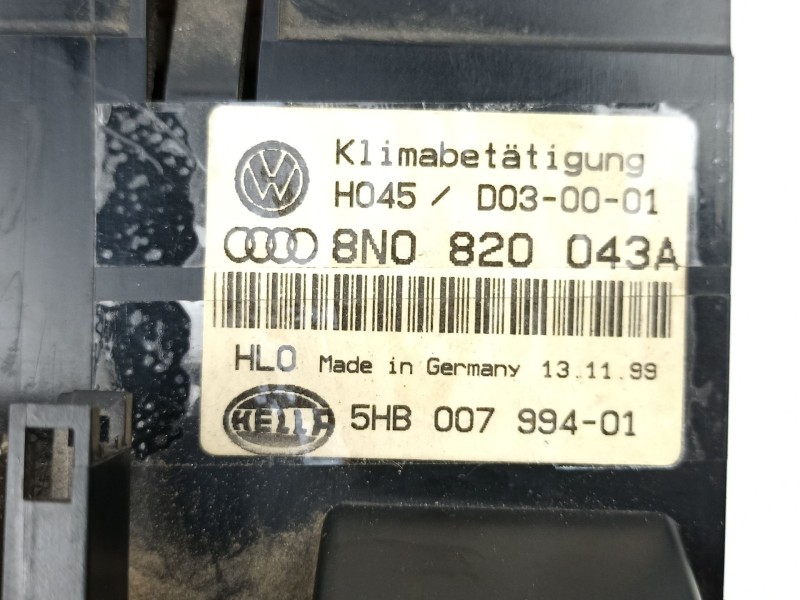 Klimabetätigung
H045 / D03-00-01
8N0 820 043A
HL0 Made in Germany 13.11.99
HELLA 5HB 007 994-01